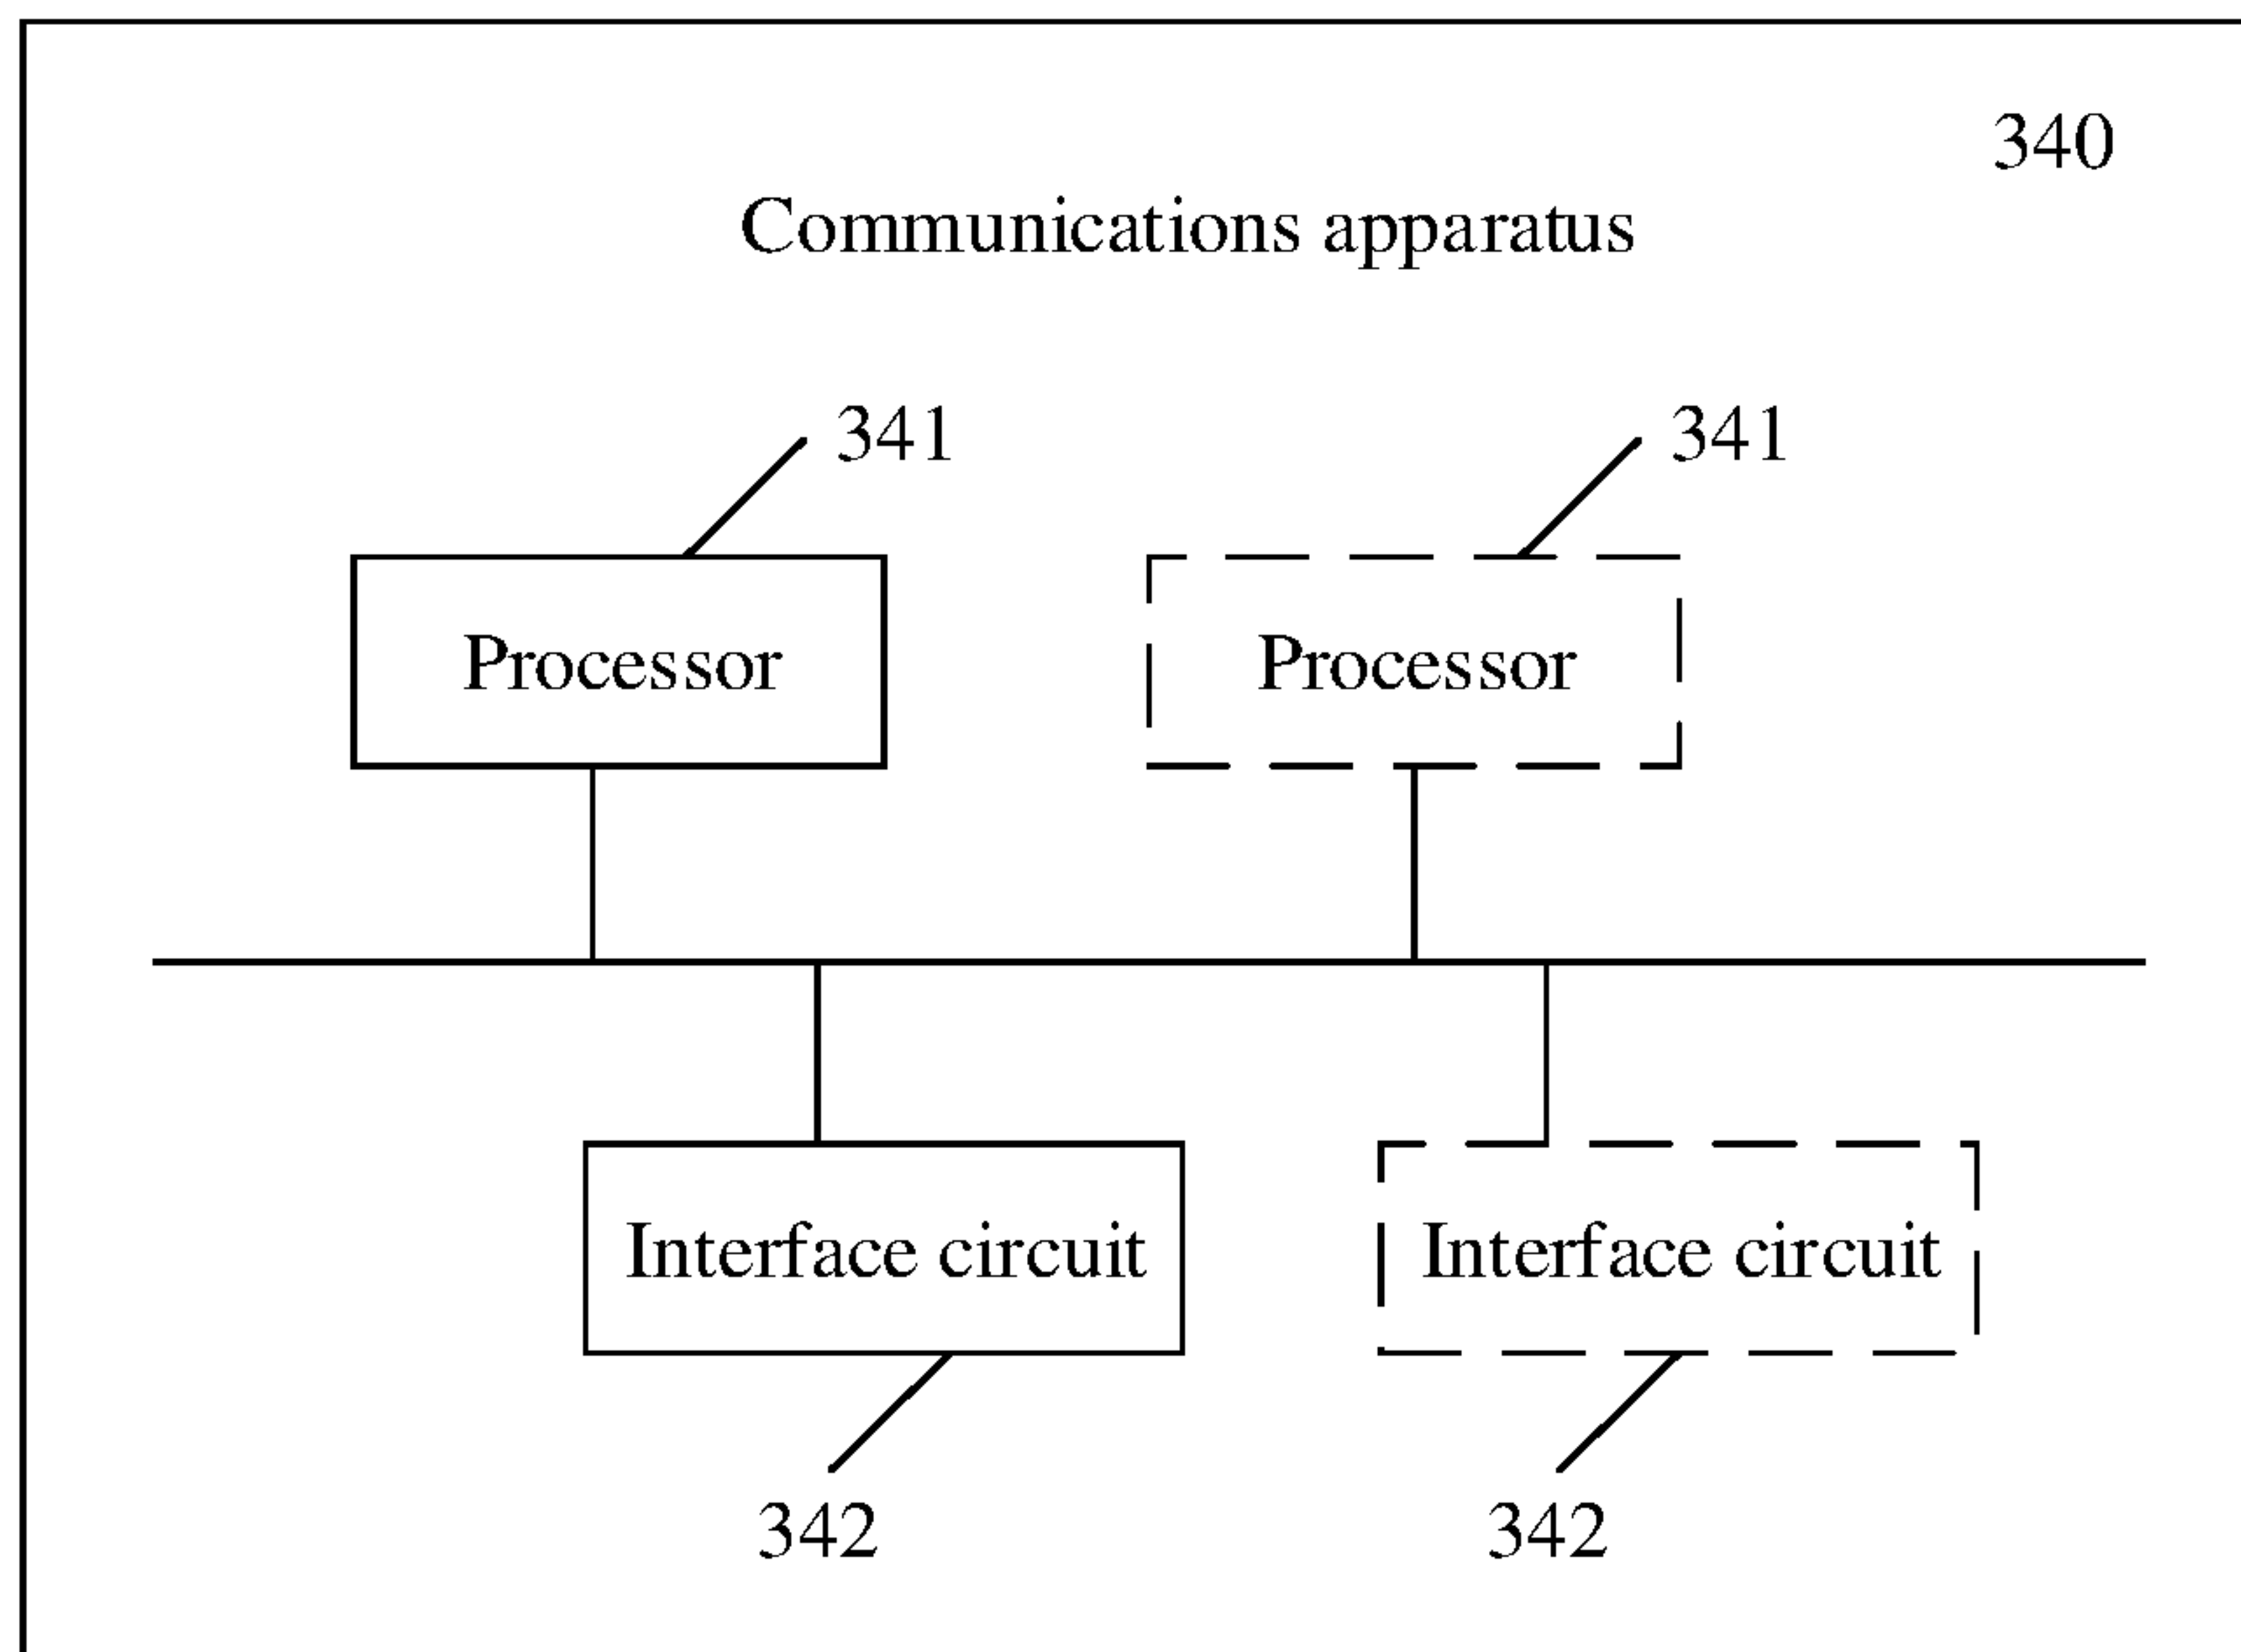 340
Communications apparatus
341
341
Processor
Processor
Interface circuit
Interface circuit
342
342